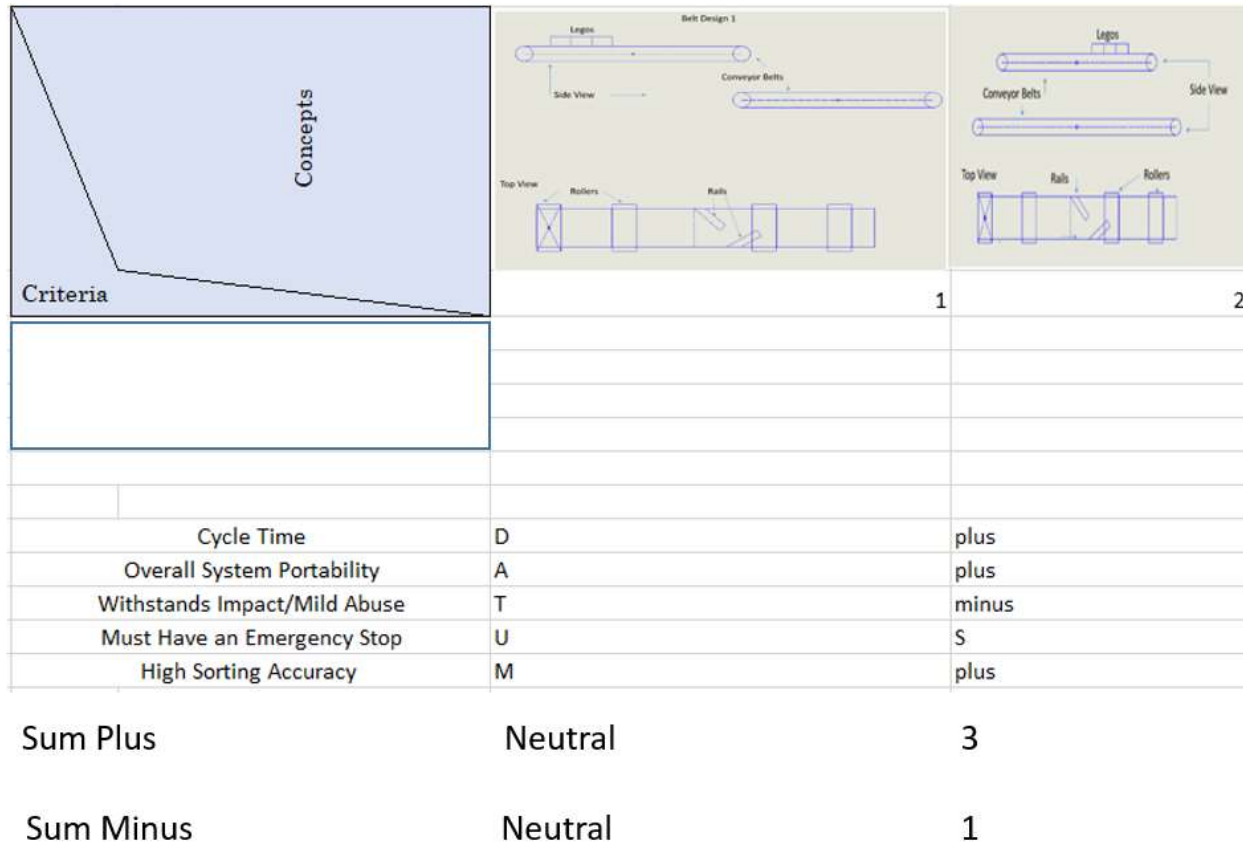 Concepts
Criteria
Belt Design 1
Legos
Conveyor Belts
Side View
Top View
Rollers
Rails
1
Legos
Conveyor Belts
Side View
Top View
Rails
Rollers
2
Cycle Time D plus
Overall System Portability A plus
Withstands Impact/Mild Abuse T minus
Must Have an Emergency Stop U S
High Sorting Accuracy M plus
Sum Plus Neutral 3
Sum Minus Neutral 1